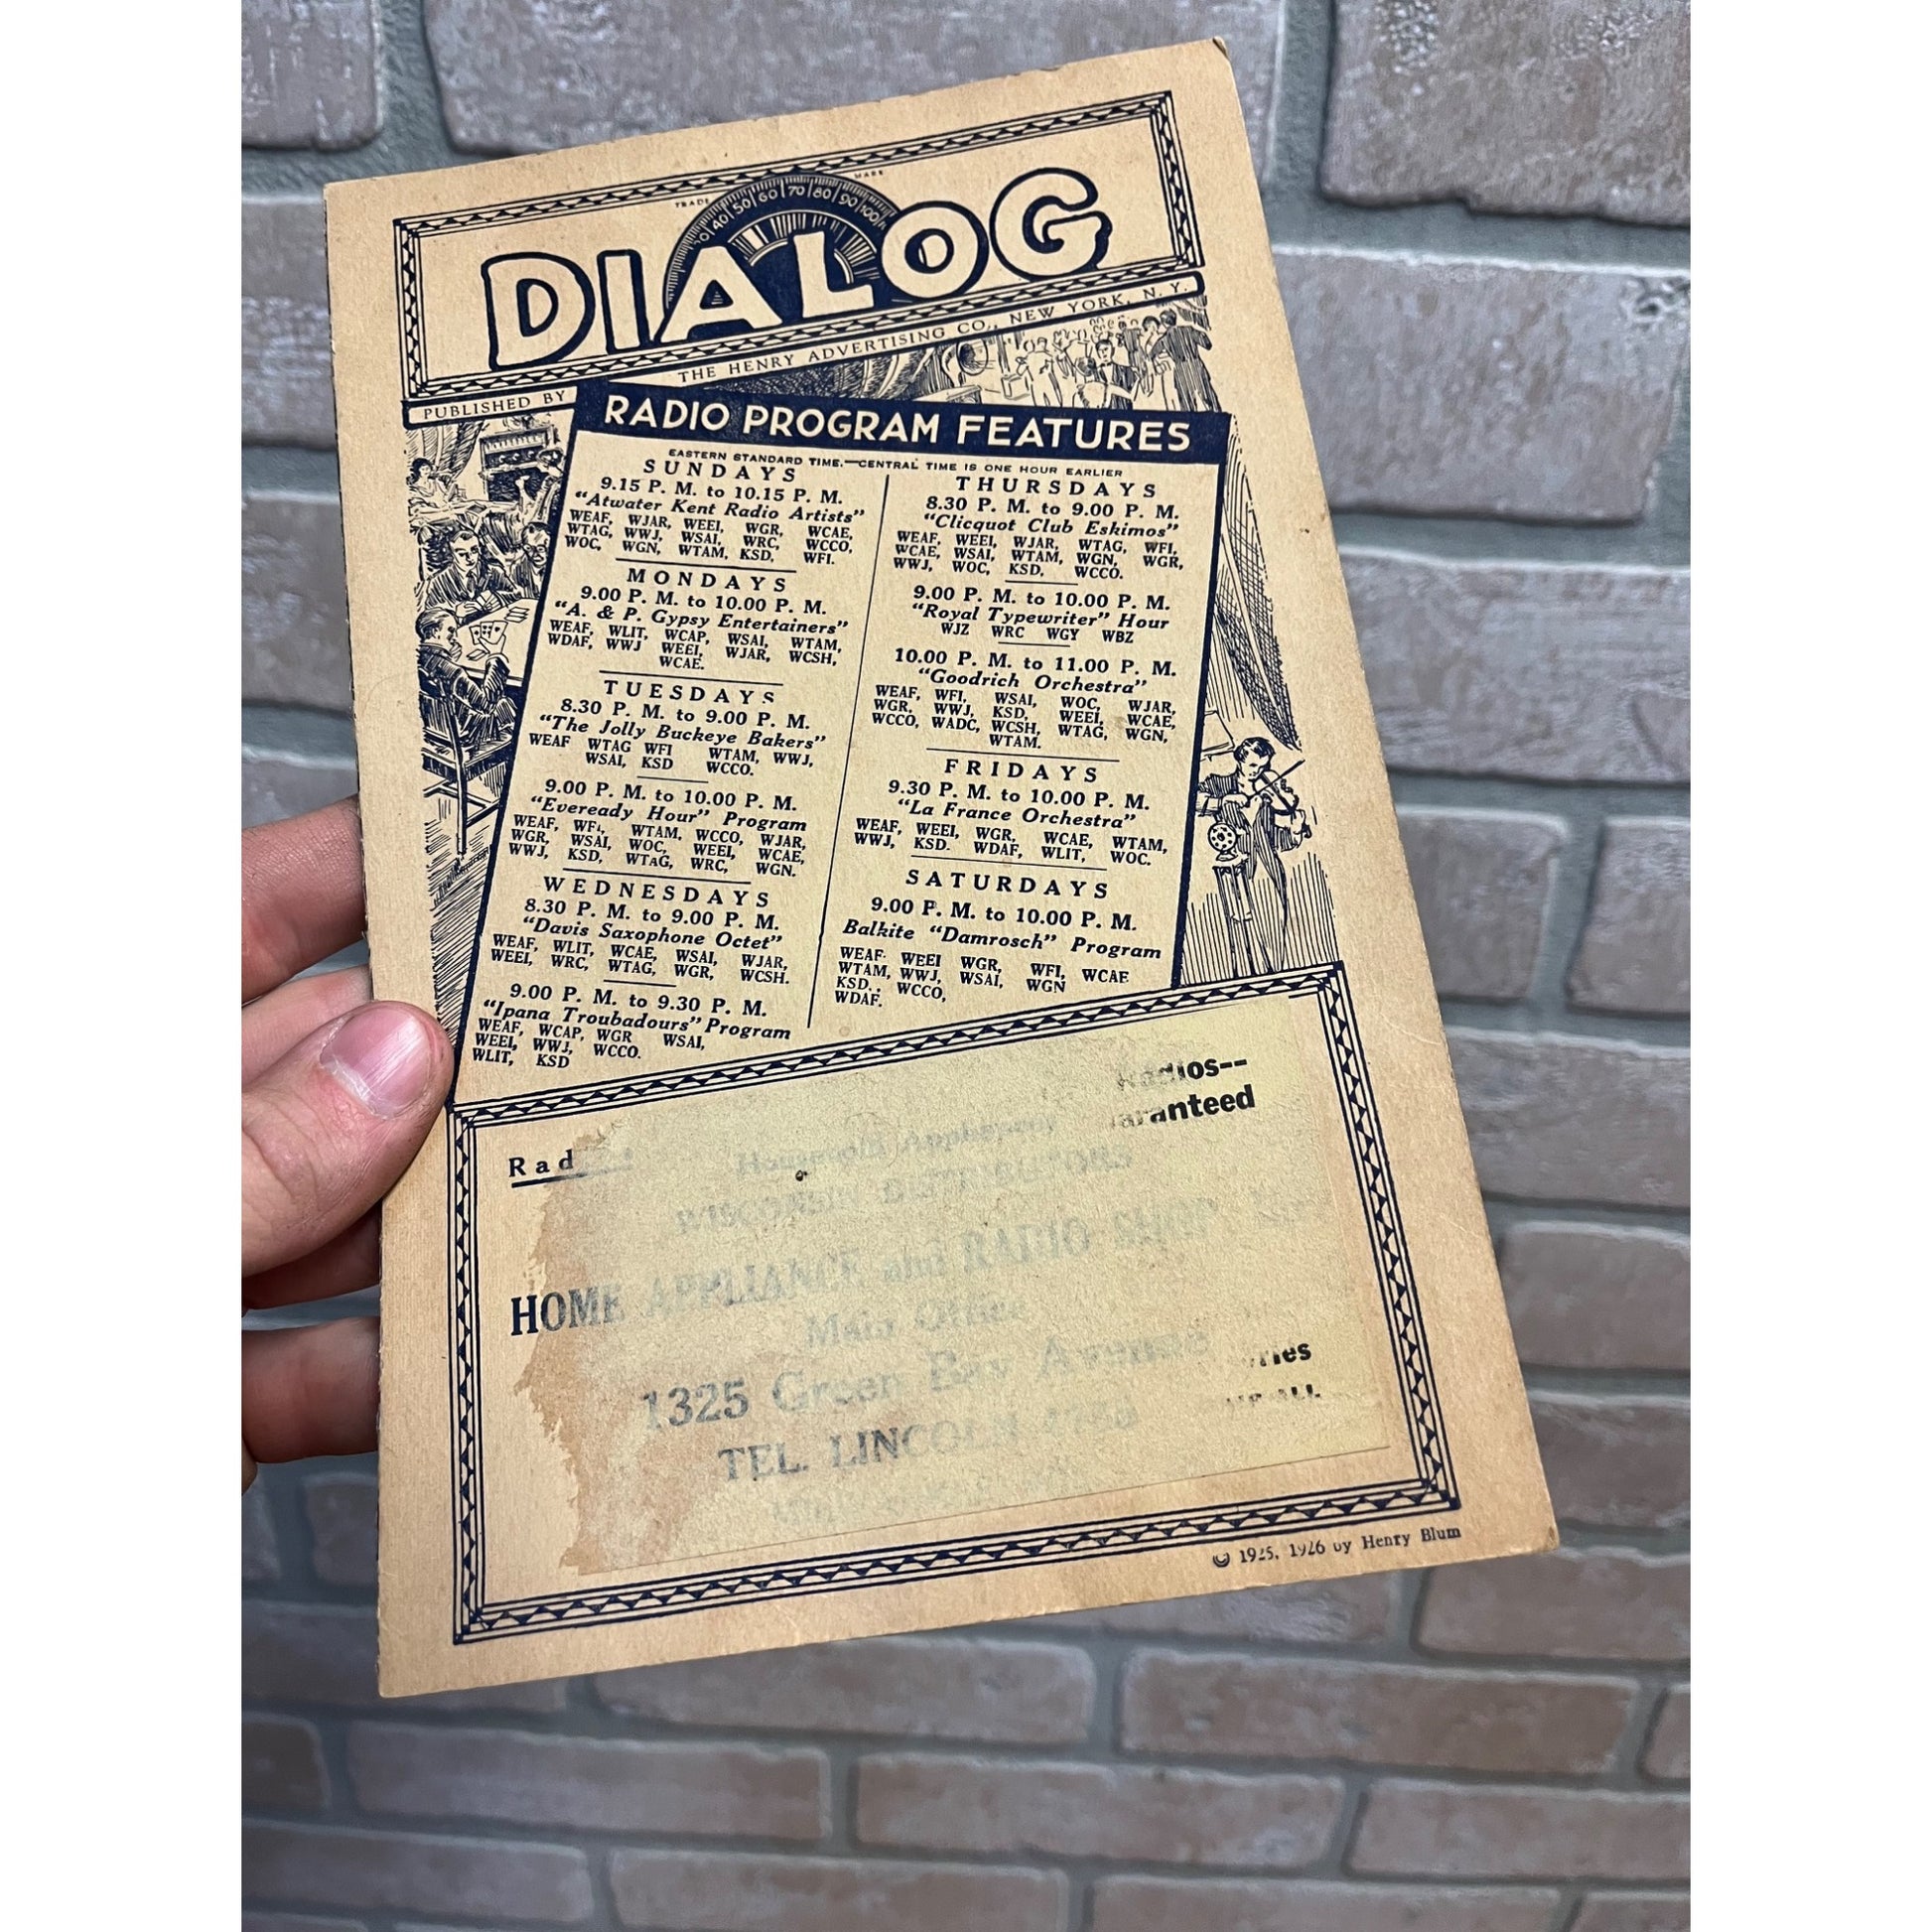 TRADE MARK
40 50 60 70 80 90 100
DIALOG
PUBLISHED BY THE HENRY ADVERTISING CO., NEW YORK, N. Y.
RADIO PROGRAM FEATURES
EASTERN STANDARD TIME.—CENTRAL TIME IS ONE HOUR EARLIER
SUNDAYS
9.15 P. M. to 10.15 P. M.
"Atwater Kent Radio Artists"
WEAF, WJAR, WEEI, WGR, WCAE,
WTAG, WWJ, WSAI, WRC, WCCO,
WOC, WGN, WTAM, KSD, WFI.
MONDAYS
9.00 P. M. to 10.00 P. M.
"A. & P. Gypsy Entertainers"
WEAF, WLIT, WCAP, WSAI, WTAM,
WDAF, WWJ WEEI, WJAR, WCSH,
WCAE.
TUESDAYS
8.30 P. M. to 9.00 P. M.
"The Jolly Buckeye Bakers"
WEAF WTAG WFI WTAM, WWJ,
WSAI, KSD WCCO.
9.00 P. M. to 10.00 P. M.
"Eveready Hour" Program
WEAF, WFI, WTAM, WCCO, WJAR,
WGR, WSAI, WOC, WEEI, WCAE,
WWJ, KSD, WTAG, WRC, WGN.
WEDNESDAYS
8.30 P. M. to 9.00 P. M.
"Davis Saxophone Octet"
WEAF, WLIT, WCAE, WSAI, WJAR,
WEEI, WRC, WTAG, WGR, WCSH.
9.00 P. M. to 9.30 P. M.
"Ipana Troubadours" Program
WEAF, WCAP, WGR WSAI,
WEEI, WWJ, WCCO.
WLIT, KSD
THURSDAYS
8.30 P. M. to 9.00 P. M.
"Clicquot Club Eskimos"
WEAF, WEEI, WJAR, WTAG, WFI,
WCAE, WSAI, WTAM, WGN, WGR,
WWJ, WOC, KSD, WCCO.
9.00 P. M. to 10.00 P. M.
"Royal Typewriter" Hour
WJZ WRC WGY WBZ
10.00 P. M. to 11.00 P. M.
"Goodrich Orchestra"
WEAF, WFI, WSAI, WOC, WJAR,
WGR, WWJ, KSD, WEEI, WCAE,
WCCO, WADC, WCSH, WTAG, WGN,
WTAM.
FRIDAYS
9.30 P. M. to 10.00 P. M.
"La France Orchestra"
WEAF, WEEI, WGR, WCAE, WTAM,
WWJ, KSD. WDAF, WLIT, WOC.
SATURDAYS
9.00 P. M. to 10.00 P. M.
Balkite "Damrosch" Program
WEAF WEEI WGR, WFI, WCAE
WTAM, WWJ, WSAI, WGN
KSD., WCCO,
WDAF.
Radios--
Rad
WISCONSIN DISTRIBUTORS
HOME APPLIANCE and RADIO SHOP
Main Office
1325 Green Bay Avenue
TEL. LINCOLN
© 1925, 1926 by Henry Blum